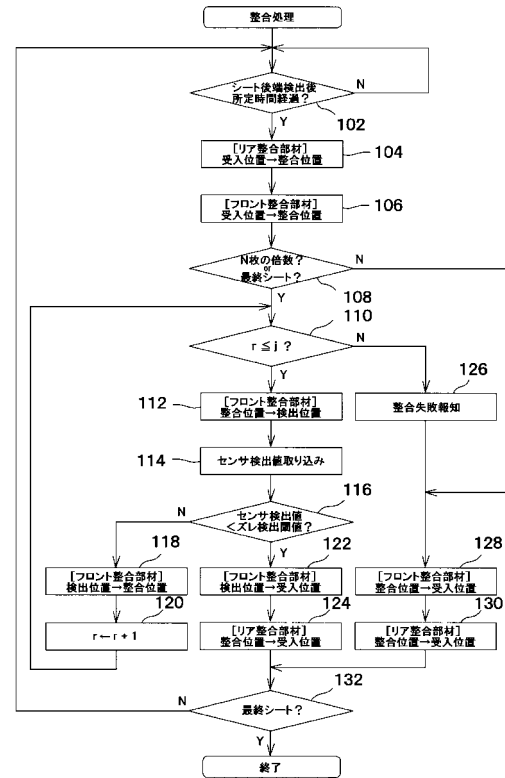 整合処理
シート後端検出後
所定時間経過?
N
Y
102
[リア整合部材]
受入位置→整合位置
104
[フロント整合部材]
受入位置→整合位置
106
N枚の倍数?
or
最終シート?
N
Y
108
110
r≦j?
N
Y
112
[フロント整合部材]
整合位置→検出位置
126
整合失敗報知
114
センサ検出値取り込み
116
センサ検出値
<ズレ検出閾値?
N
Y
118
[フロント整合部材]
検出位置→整合位置
122
[フロント整合部材]
検出位置→受入位置
128
[フロント整合部材]
整合位置→受入位置
120
r←r+1
124
[リア整合部材]
整合位置→受入位置
130
[リア整合部材]
整合位置→受入位置
132
最終シート?
N
Y
終了